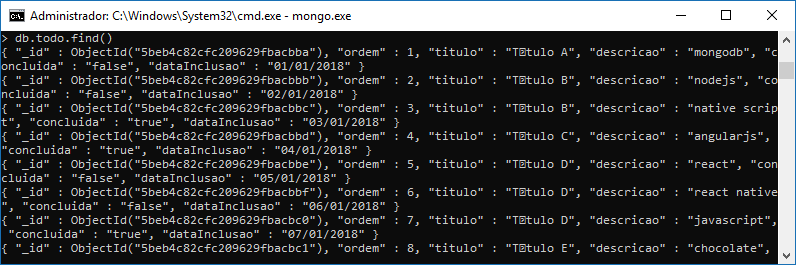 Administrador: C:\Windows\System32\cmd.exe - mongo.exe
> db.todo.find()
{ "_id" : ObjectId("5beb4c82cfc209629fbacbba"), "ordem" : 1, "titulo" : "T�tulo A", "descricao" : "mongodb", "c
oncluida" : "false", "dataInclusao" : "01/01/2018" }
{ "_id" : ObjectId("5beb4c82cfc209629fbacbbb"), "ordem" : 2, "titulo" : "T�tulo B", "descricao" : "nodejs", "co
ncluida" : "false", "dataInclusao" : "02/01/2018" }
{ "_id" : ObjectId("5beb4c82cfc209629fbacbbc"), "ordem" : 3, "titulo" : "T�tulo B", "descricao" : "native scrip
t", "concluida" : "true", "dataInclusao" : "03/01/2018" }
{ "_id" : ObjectId("5beb4c82cfc209629fbacbbd"), "ordem" : 4, "titulo" : "T�tulo C", "descricao" : "angularjs",
"concluida" : "true", "dataInclusao" : "04/01/2018" }
{ "_id" : ObjectId("5beb4c82cfc209629fbacbbe"), "ordem" : 5, "titulo" : "T�tulo D", "descricao" : "react", "con
cluida" : "false", "dataInclusao" : "05/01/2018" }
{ "_id" : ObjectId("5beb4c82cfc209629fbacbbf"), "ordem" : 6, "titulo" : "T�tulo D", "descricao" : "react native
", "concluida" : "false", "dataInclusao" : "06/01/2018" }
{ "_id" : ObjectId("5beb4c82cfc209629fbacbc0"), "ordem" : 7, "titulo" : "T�tulo D", "descricao" : "javascript",
"concluida" : "true", "dataInclusao" : "07/01/2018" }
{ "_id" : ObjectId("5beb4c82cfc209629fbacbc1"), "ordem" : 8, "titulo" : "T�tulo E", "descricao" : "chocolate",